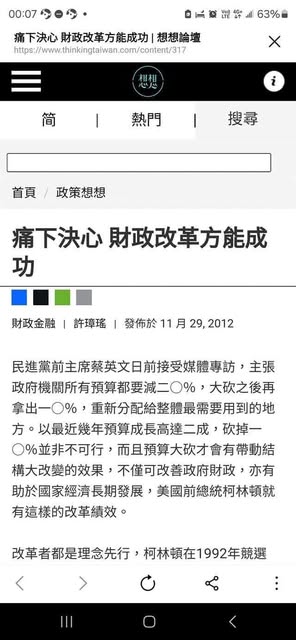 00:07
63%
痛下決心 財政改革方能成功 | 想想論壇
https://www.thinkingtaiwan.com/content/317
想想
简 | 熱門 | 搜尋
首頁 / 政策想想
痛下決心 財政改革方能成
功
財政金融 | 許璋瑤 | 發佈於 11 月 29, 2012
民進黨前主席蔡英文日前接受媒體專訪，主張
政府機關所有預算都要減二〇%，大砍之後再
拿出一〇%，重新分配給整體最需要用到的地
方。以最近幾年預算成長高達二成，砍掉一
〇%並非不可行，而且預算大砍才會有帶動結
構大改變的效果，不僅可改善政府財政，亦有
助於國家經濟長期發展，美國前總統柯林頓就
有這樣的改革績效。
改革者都是理念先行，柯林頓在1992年競選